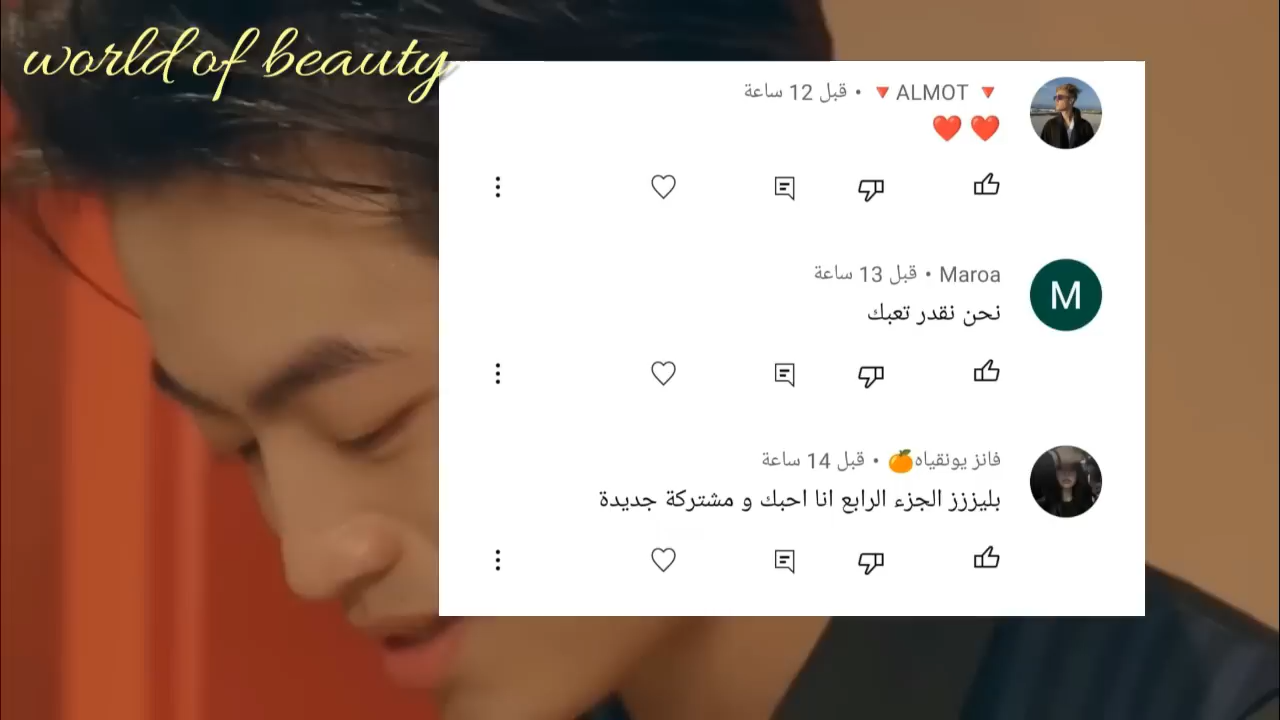 world of beauty
🔻 ALMOT 🔻 • قبل 12 ساعة
❤️ ❤️
Maroa • قبل 13 ساعة
M
نحن نقدر تعبك
فانز يونقياه🍊 • قبل 14 ساعة
بليززز الجزء الرابع انا احبك و مشتركة جديدة